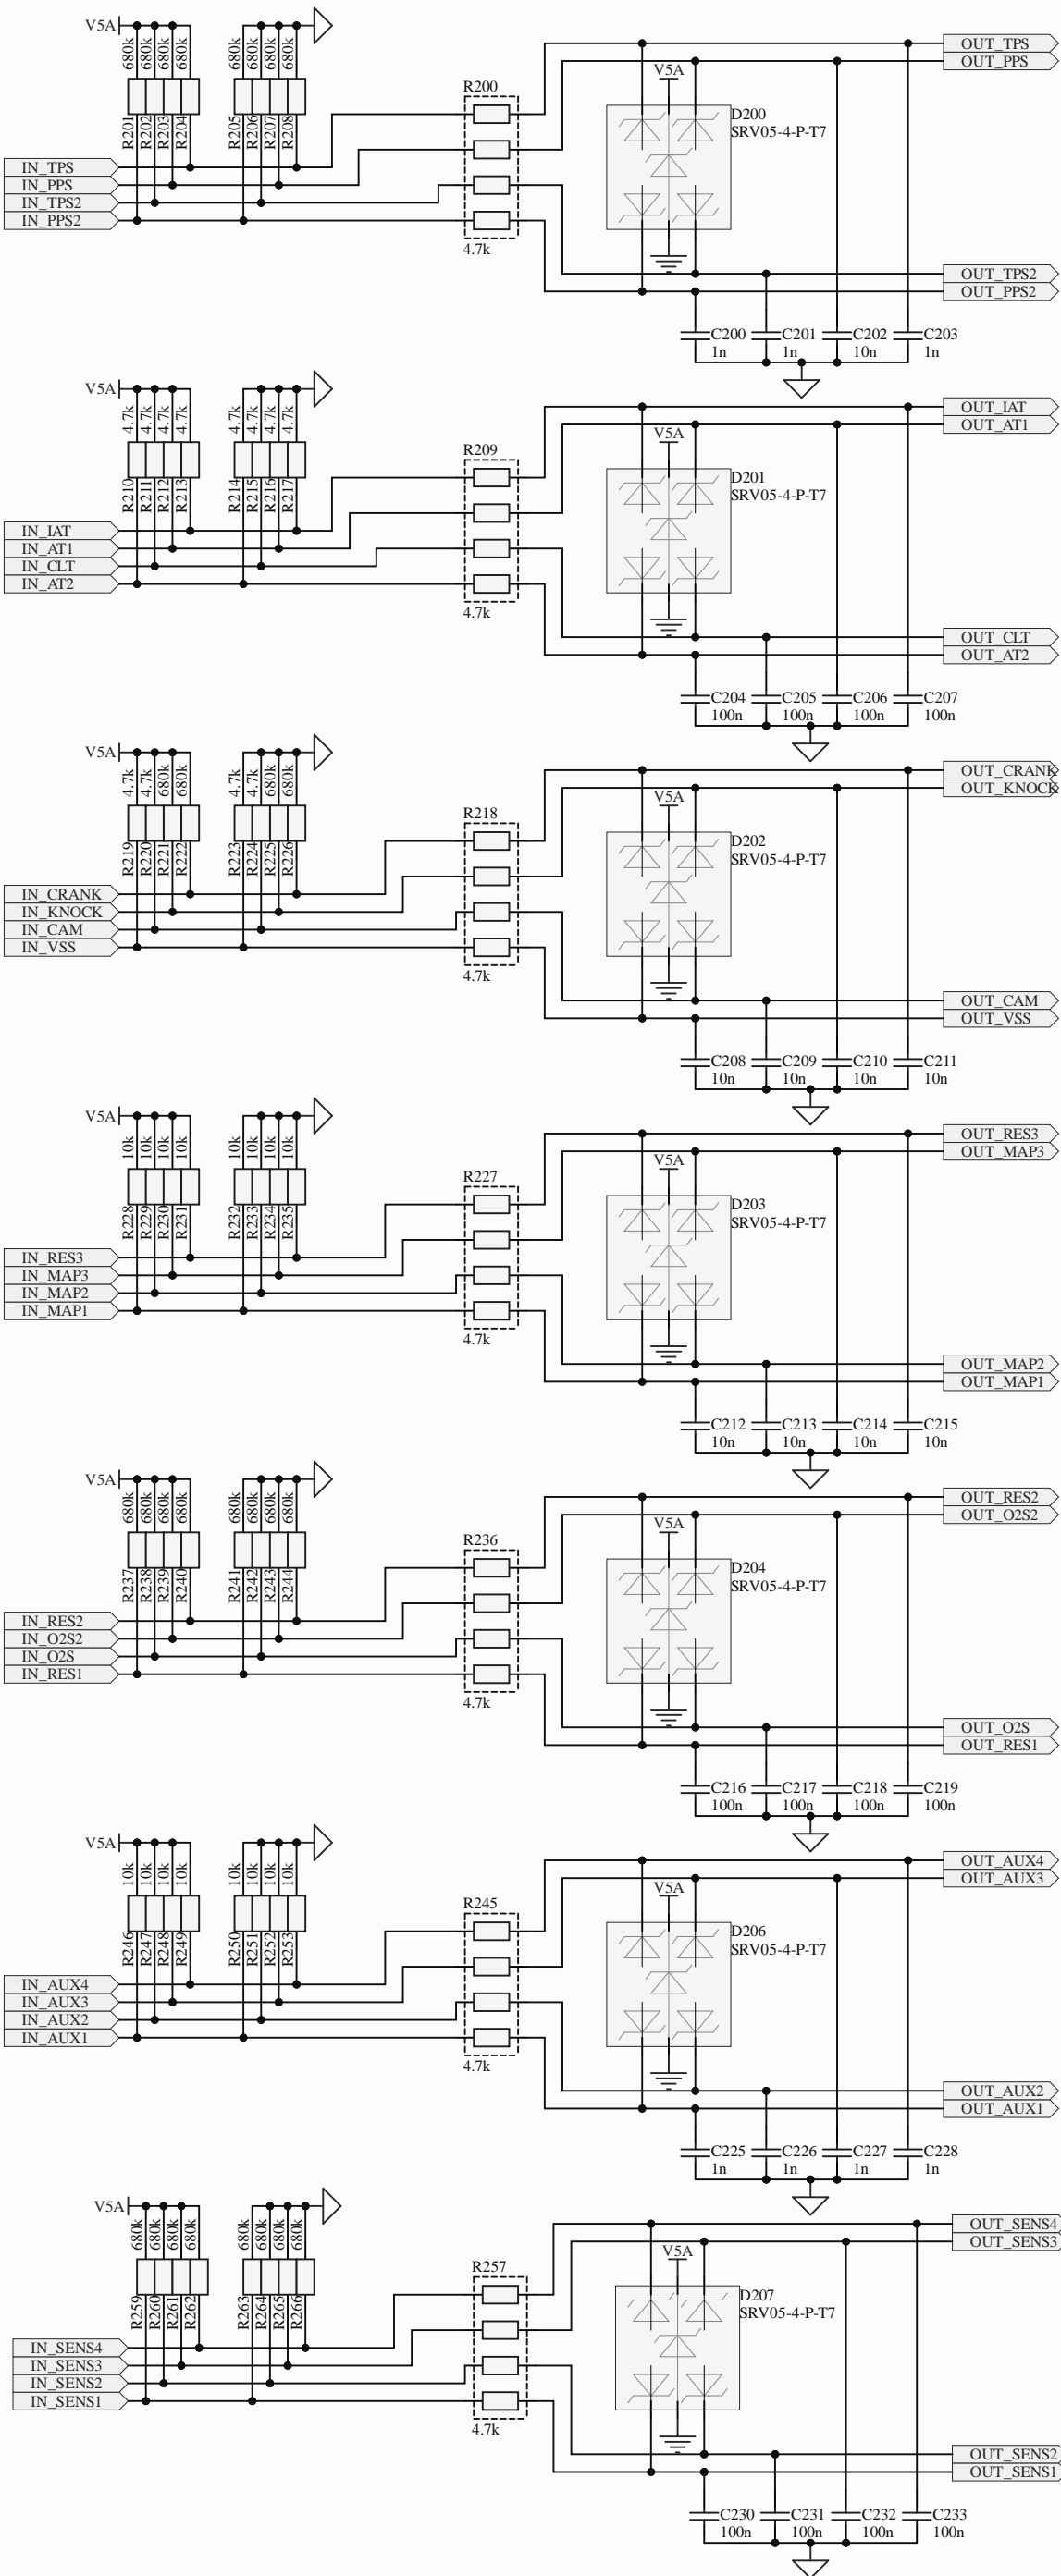 V5A
680k 680k 680k 680k 680k 680k 680k 680k
R201 R202 R203 R204 R205 R206 R207 R208
R200
4.7k
IN_TPS
IN_PPS
IN_TPS2
IN_PPS2
V5A
D200
SRV05-4-P-T7
OUT_TPS
OUT_PPS
OUT_TPS2
OUT_PPS2
C200 C201 C202 C203
1n 1n 10n 1n
V5A
4.7k 4.7k 4.7k 4.7k 4.7k 4.7k 4.7k 4.7k
R210 R211 R212 R213 R214 R215 R216 R217
R209
4.7k
IN_IAT
IN_AT1
IN_CLT
IN_AT2
V5A
D201
SRV05-4-P-T7
OUT_IAT
OUT_AT1
OUT_CLT
OUT_AT2
C204 C205 C206 C207
100n 100n 100n 100n
V5A
4.7k 4.7k 680k 680k 4.7k 4.7k 680k 680k
R219 R220 R221 R222 R223 R224 R225 R226
R218
4.7k
IN_CRANK
IN_KNOCK
IN_CAM
IN_VSS
V5A
D202
SRV05-4-P-T7
OUT_CRANK
OUT_KNOCK
OUT_CAM
OUT_VSS
C208 C209 C210 C211
10n 10n 10n 10n
V5A
10k 10k 10k 10k 10k 10k 10k 10k
R228 R229 R230 R231 R232 R233 R234 R235
R227
4.7k
IN_RES3
IN_MAP3
IN_MAP2
IN_MAP1
V5A
D203
SRV05-4-P-T7
OUT_RES3
OUT_MAP3
OUT_MAP2
OUT_MAP1
C212 C213 C214 C215
10n 10n 10n 10n
V5A
680k 680k 680k 680k 680k 680k 680k 680k
R237 R238 R239 R240 R241 R242 R243 R244
R236
4.7k
IN_RES2
IN_O2S2
IN_O2S
IN_RES1
V5A
D204
SRV05-4-P-T7
OUT_RES2
OUT_O2S2
OUT_O2S
OUT_RES1
C216 C217 C218 C219
100n 100n 100n 100n
V5A
10k 10k 10k 10k 10k 10k 10k 10k
R246 R247 R248 R249 R250 R251 R252 R253
R245
4.7k
IN_AUX4
IN_AUX3
IN_AUX2
IN_AUX1
V5A
D206
SRV05-4-P-T7
OUT_AUX4
OUT_AUX3
OUT_AUX2
OUT_AUX1
C225 C226 C227 C228
1n 1n 1n 1n
V5A
680k 680k 680k 680k 680k 680k 680k 680k
R259 R260 R261 R262 R263 R264 R265 R266
R257
4.7k
IN_SENS4
IN_SENS3
IN_SENS2
IN_SENS1
V5A
D207
SRV05-4-P-T7
OUT_SENS4
OUT_SENS3
OUT_SENS2
OUT_SENS1
C230 C231 C232 C233
100n 100n 100n 100n